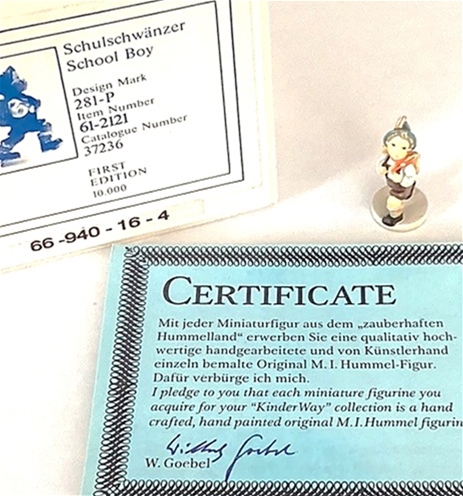 Schulschwänzer
School Boy
Design Mark
281-P
Item Number
61-2121
Catalogue Number
37236
FIRST
EDITION
10.000
66-940-16-4
CERTIFICATE
Mit jeder Miniaturfigur aus dem „zauberhaften
Hummelland“ erwerben Sie eine qualitativ hoch-
wertige handgearbeitete und von Künstlerhand
einzeln bemalte Original M. I. Hummel-Figur.
Dafür verbürge ich mich.
I pledge to you that each miniature figurine you
acquire for your “KinderWay” collection is a hand
crafted, hand painted original M. I. Hummel figurin
W. Goebel